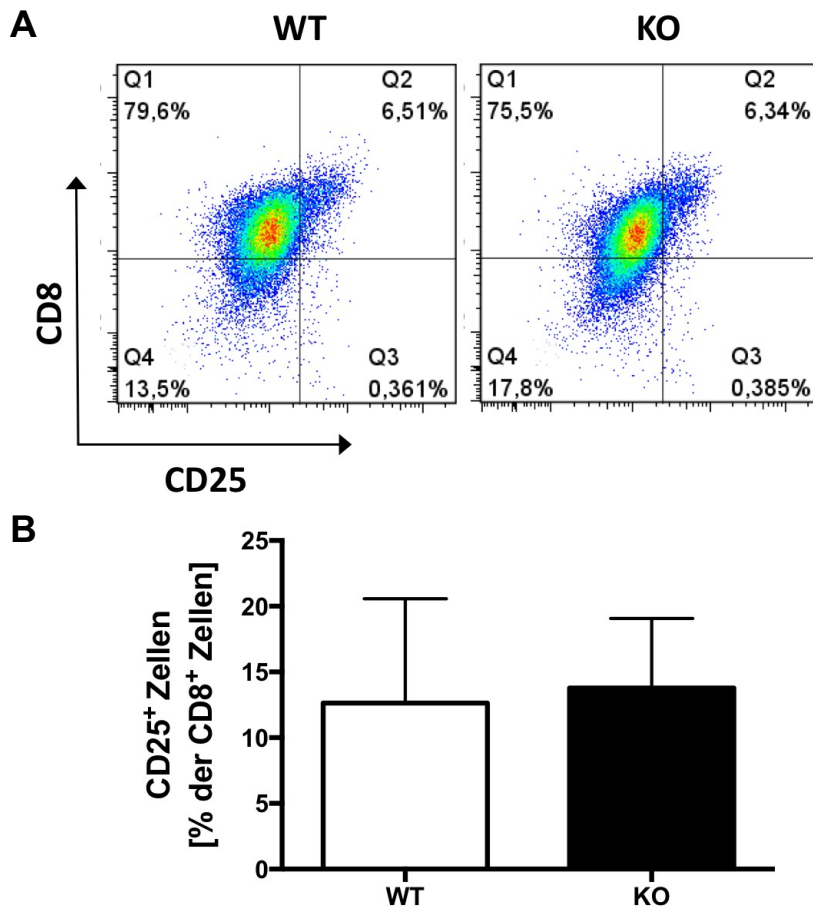 A
WT
KO
Q1
79,6%
Q2
6,51%
Q4
13,5%
Q3
0,361%
Q1
75,5%
Q2
6,34%
Q4
17,8%
Q3
0,385%
CD8
CD25
B
CD25+ Zellen
[% der CD8+ Zellen]
25
20
15
10
5
0
WT
KO